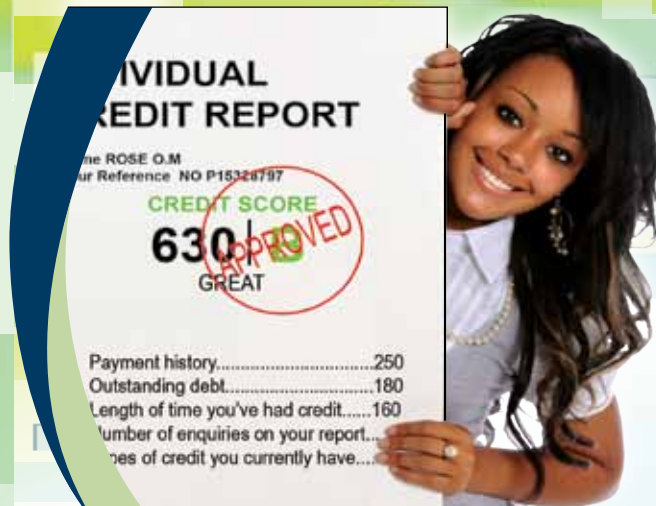 IVIDUAL
REDIT REPORT
me ROSE O.M
ur Reference NO P15328797
CREDIT SCORE
630
APPROVED
GREAT
Payment history..................................250
Outstanding debt.............................180
Length of time you've had credit......160
umber of enquiries on your report...
pes of credit you currently have....